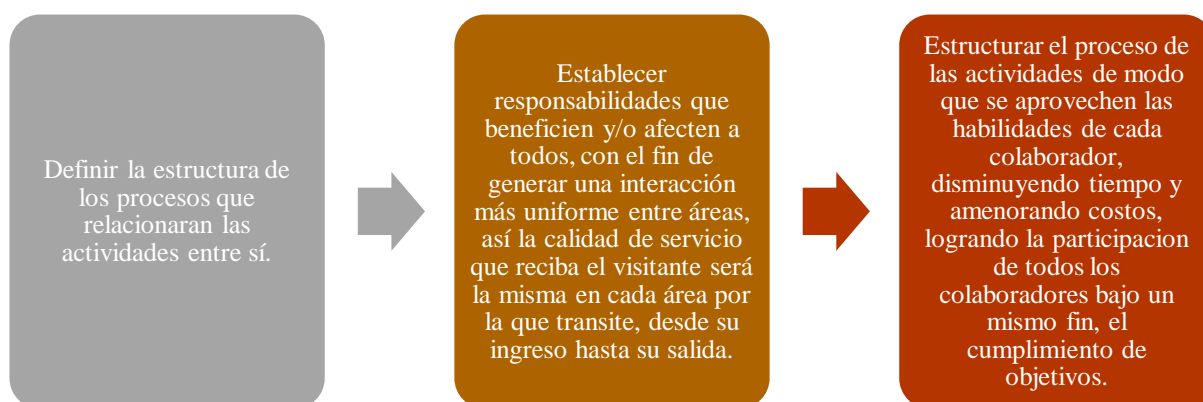 Definir la estructura de
los procesos que
relacionaran las
actividades entre sí.
Establecer
responsabilidades que
beneficien y/o afecten a
todos, con el fin de
generar una interacción
más uniforme entre áreas,
así la calidad de servicio
que reciba el visitante será
la misma en cada área por
la que transite, desde su
ingreso hasta su salida.
Estructurar el proceso de
las actividades de modo
que se aprovechen las
habilidades de cada
colaborador,
disminuyendo tiempo y
amenorando costos,
logrando la participacion
de todos los
colaboradores bajo un
mismo fin, el
cumplimiento de
objetivos.